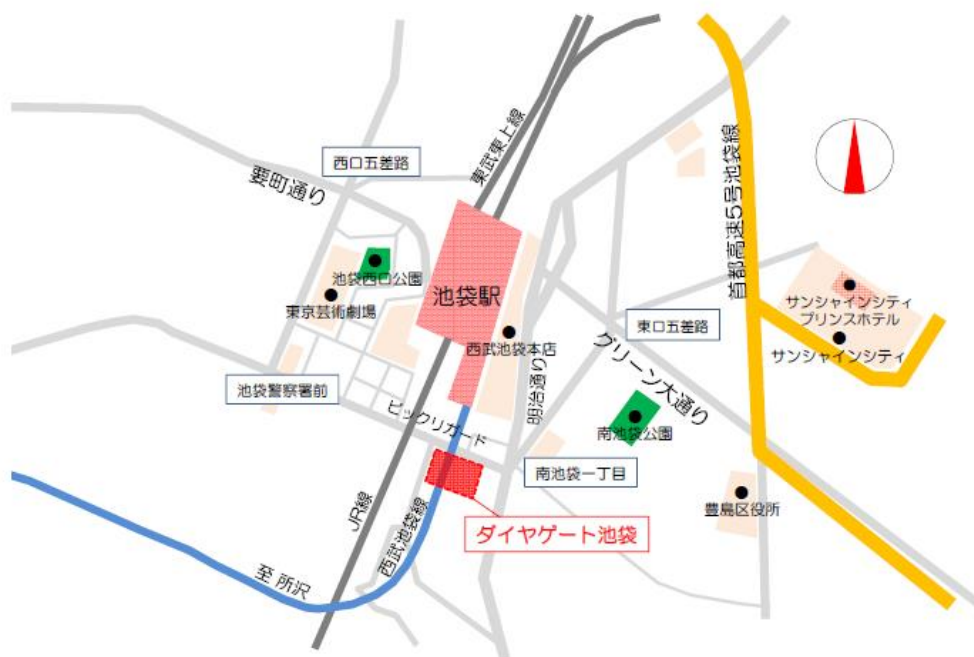 東武東上線
西口五差路
要町通り
首都高速5号池袋線
池袋西口公園
東京芸術劇場
池袋駅
サンシャインシティ
プリンスホテル
サンシャインシティ
東口五差路
西武池袋本店
グリーン大通り
明治通り
池袋警察署前
ビックリガード
南池袋公園
南池袋一丁目
豊島区役所
ダイヤゲート池袋
JR線
西武池袋線
至 所沢